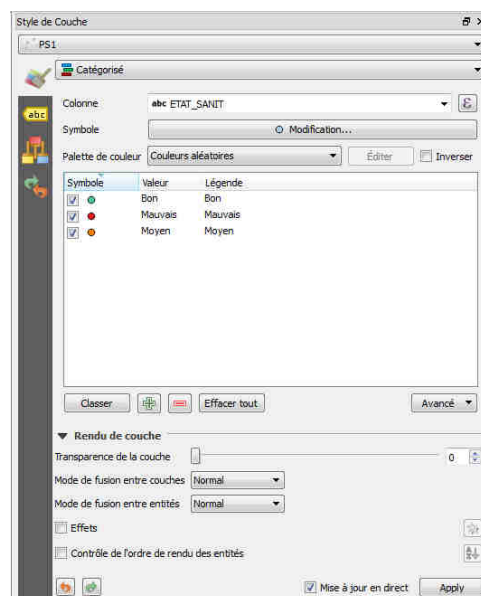 Style de Couche
PS1
Catégorisé
abc
Colonne abc ETAT_SANIT ε
Symbole Modification...
Palette de couleur Couleurs aléatoires Éditer Inverser
Symbole Valeur Légende
Bon Bon
Mauvais Mauvais
Moyen Moyen
Classer Effacer tout Avancé
Rendu de couche
Transparence de la couche 0
Mode de fusion entre couches Normal
Mode de fusion entre entités Normal
Effets
Contrôle de l'ordre de rendu des entités
Mise à jour en direct Apply